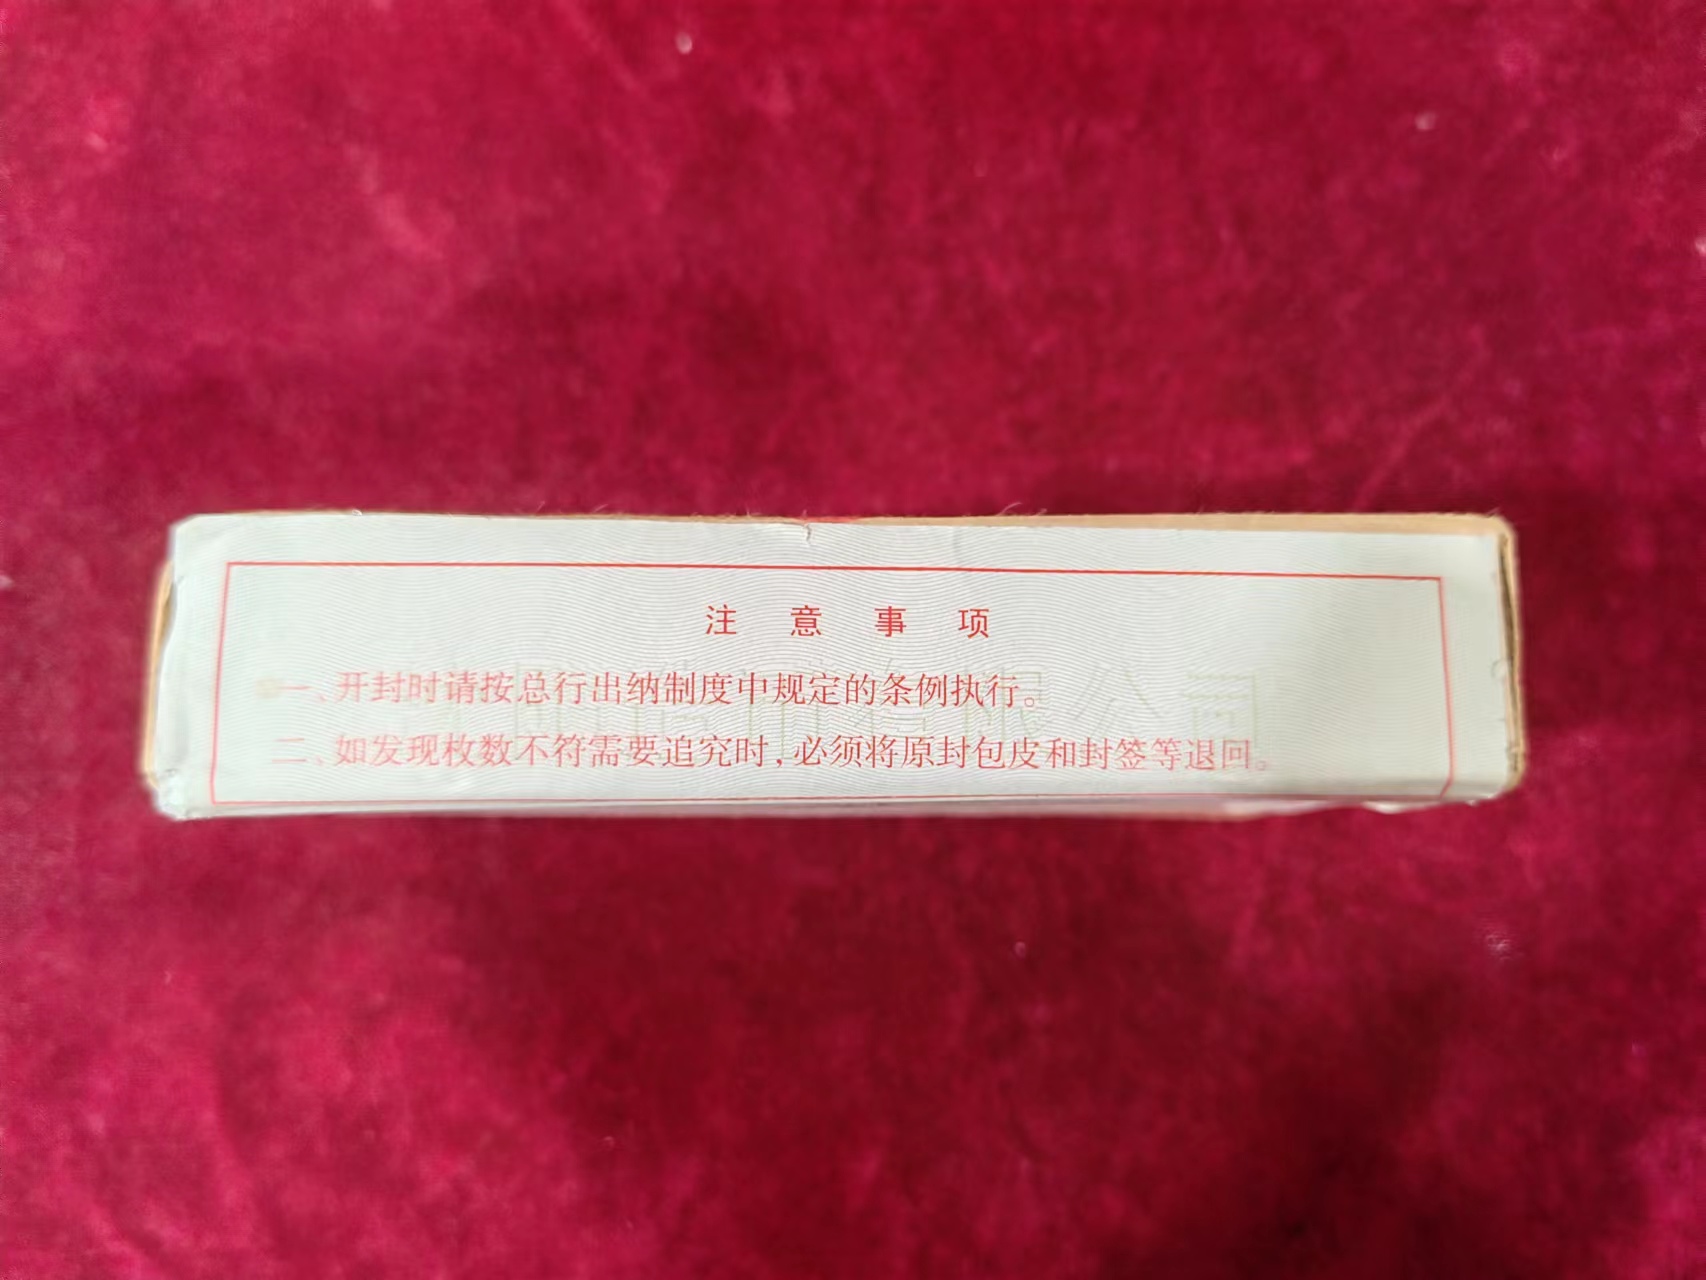 注意事项
一、开封时请按总行出纳制度中规定的条例执行。
二、如发现枚数不符需要追究时,必须将原封包皮和封签等退回。